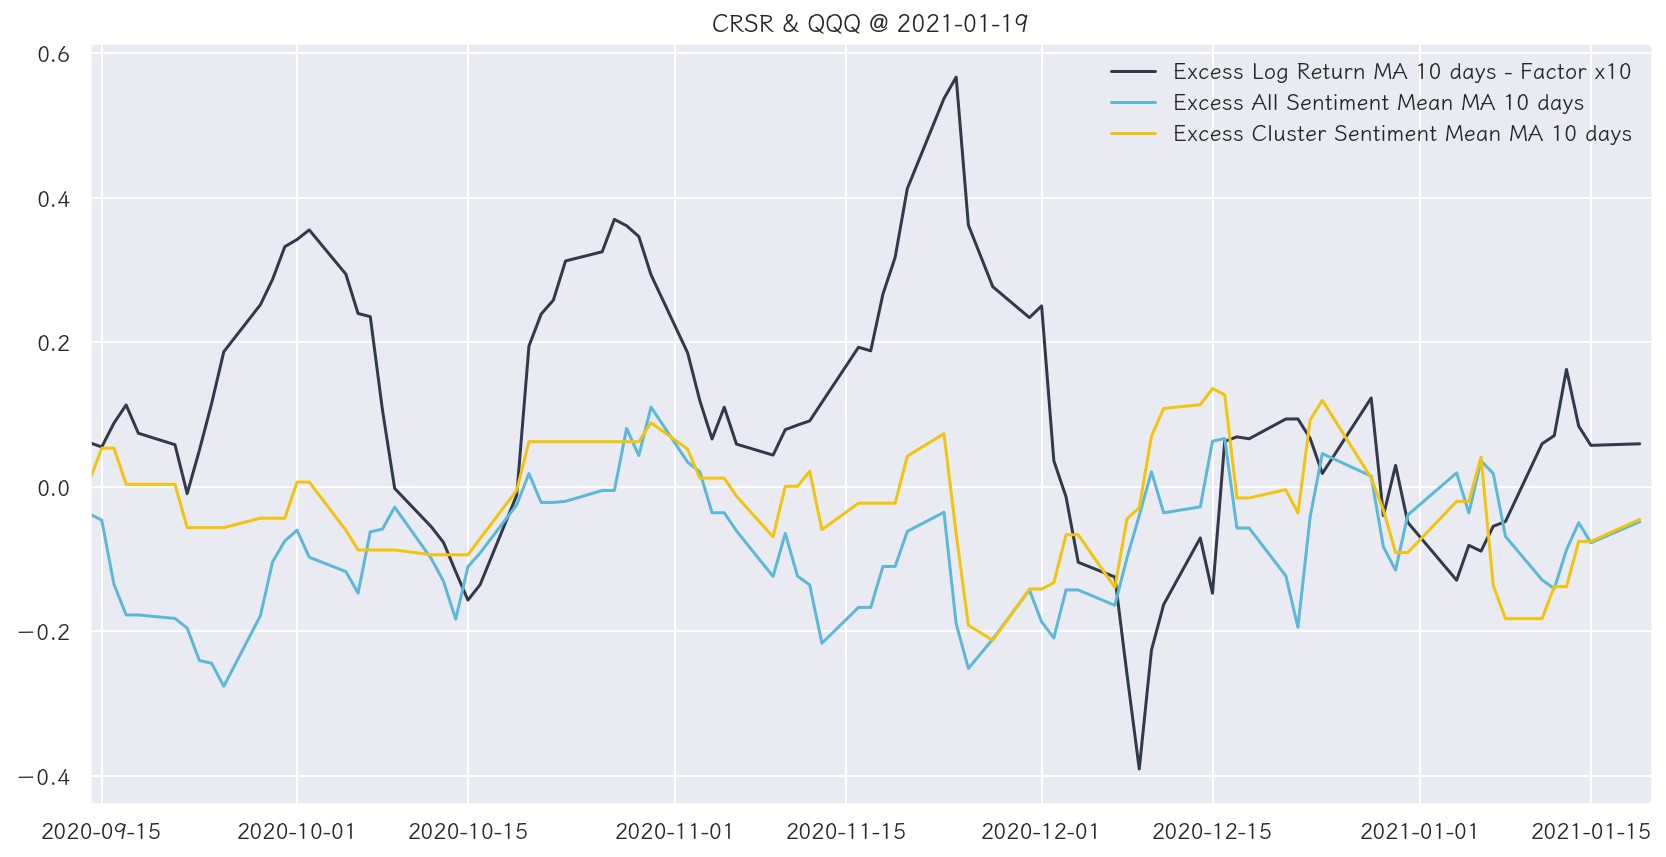 CRSR & QQQ @ 2021-01-19
Excess Log Return MA 10 days - Factor x10
Excess All Sentiment Mean MA 10 days
Excess Cluster Sentiment Mean MA 10 days
0.6
0.4
0.2
0.0
−0.2
−0.4
2020-09-15 2020-10-01 2020-10-15 2020-11-01 2020-11-15 2020-12-01 2020-12-15 2021-01-01 2021-01-15